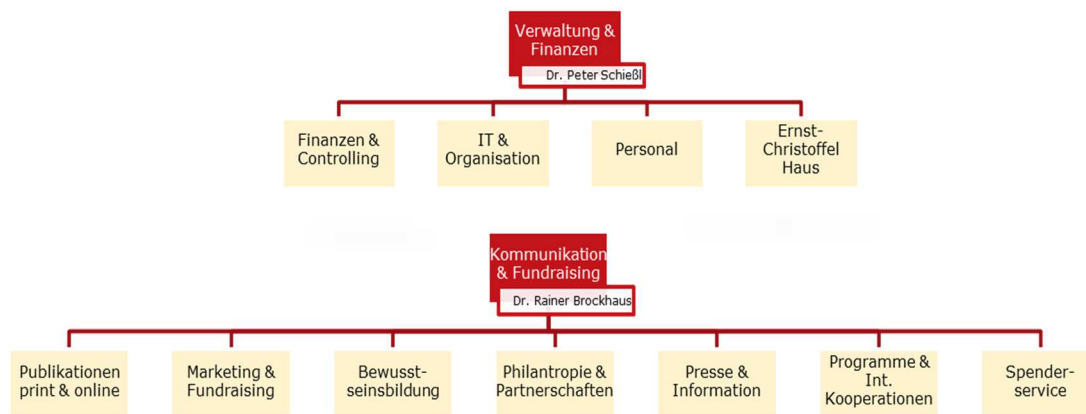 Verwaltung &
Finanzen
Dr. Peter Schießl
Finanzen &
Controlling
IT &
Organisation
Personal
Ernst-
Christoffel
Haus
Kommunikation
& Fundraising
Dr. Rainer Brockhaus
Publikationen
print & online
Marketing &
Fundraising
Bewusst-
seinsbildung
Philantropie &
Partnerschaften
Presse &
Information
Programme &
Int.
Kooperationen
Spender-
service